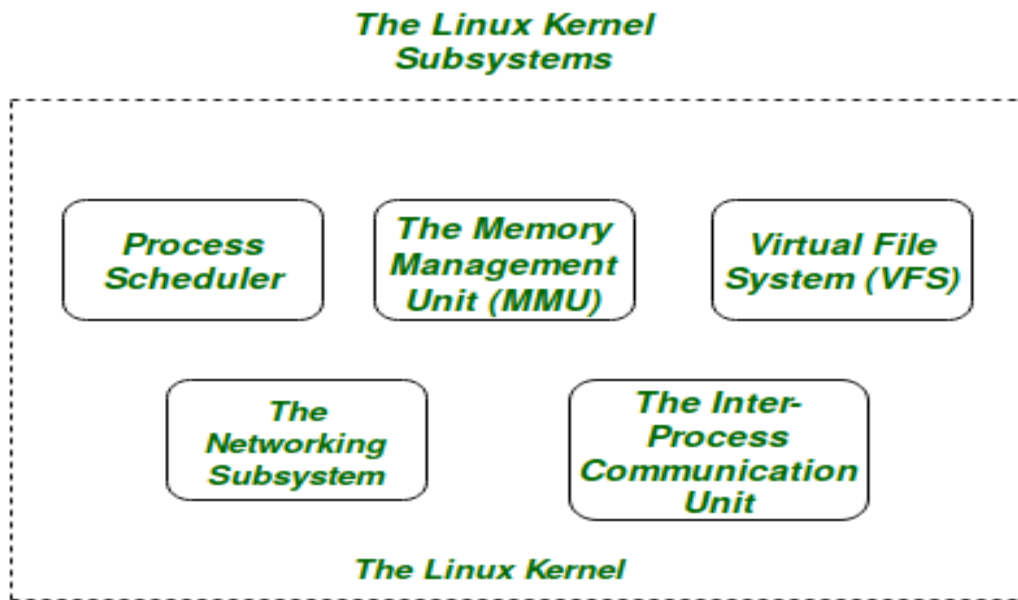 The Linux Kernel
Subsystems
Process
Scheduler
The Memory
Management
Unit (MMU)
Virtual File
System (VFS)
The
Networking
Subsystem
The Inter-
Process
Communication
Unit
The Linux Kernel